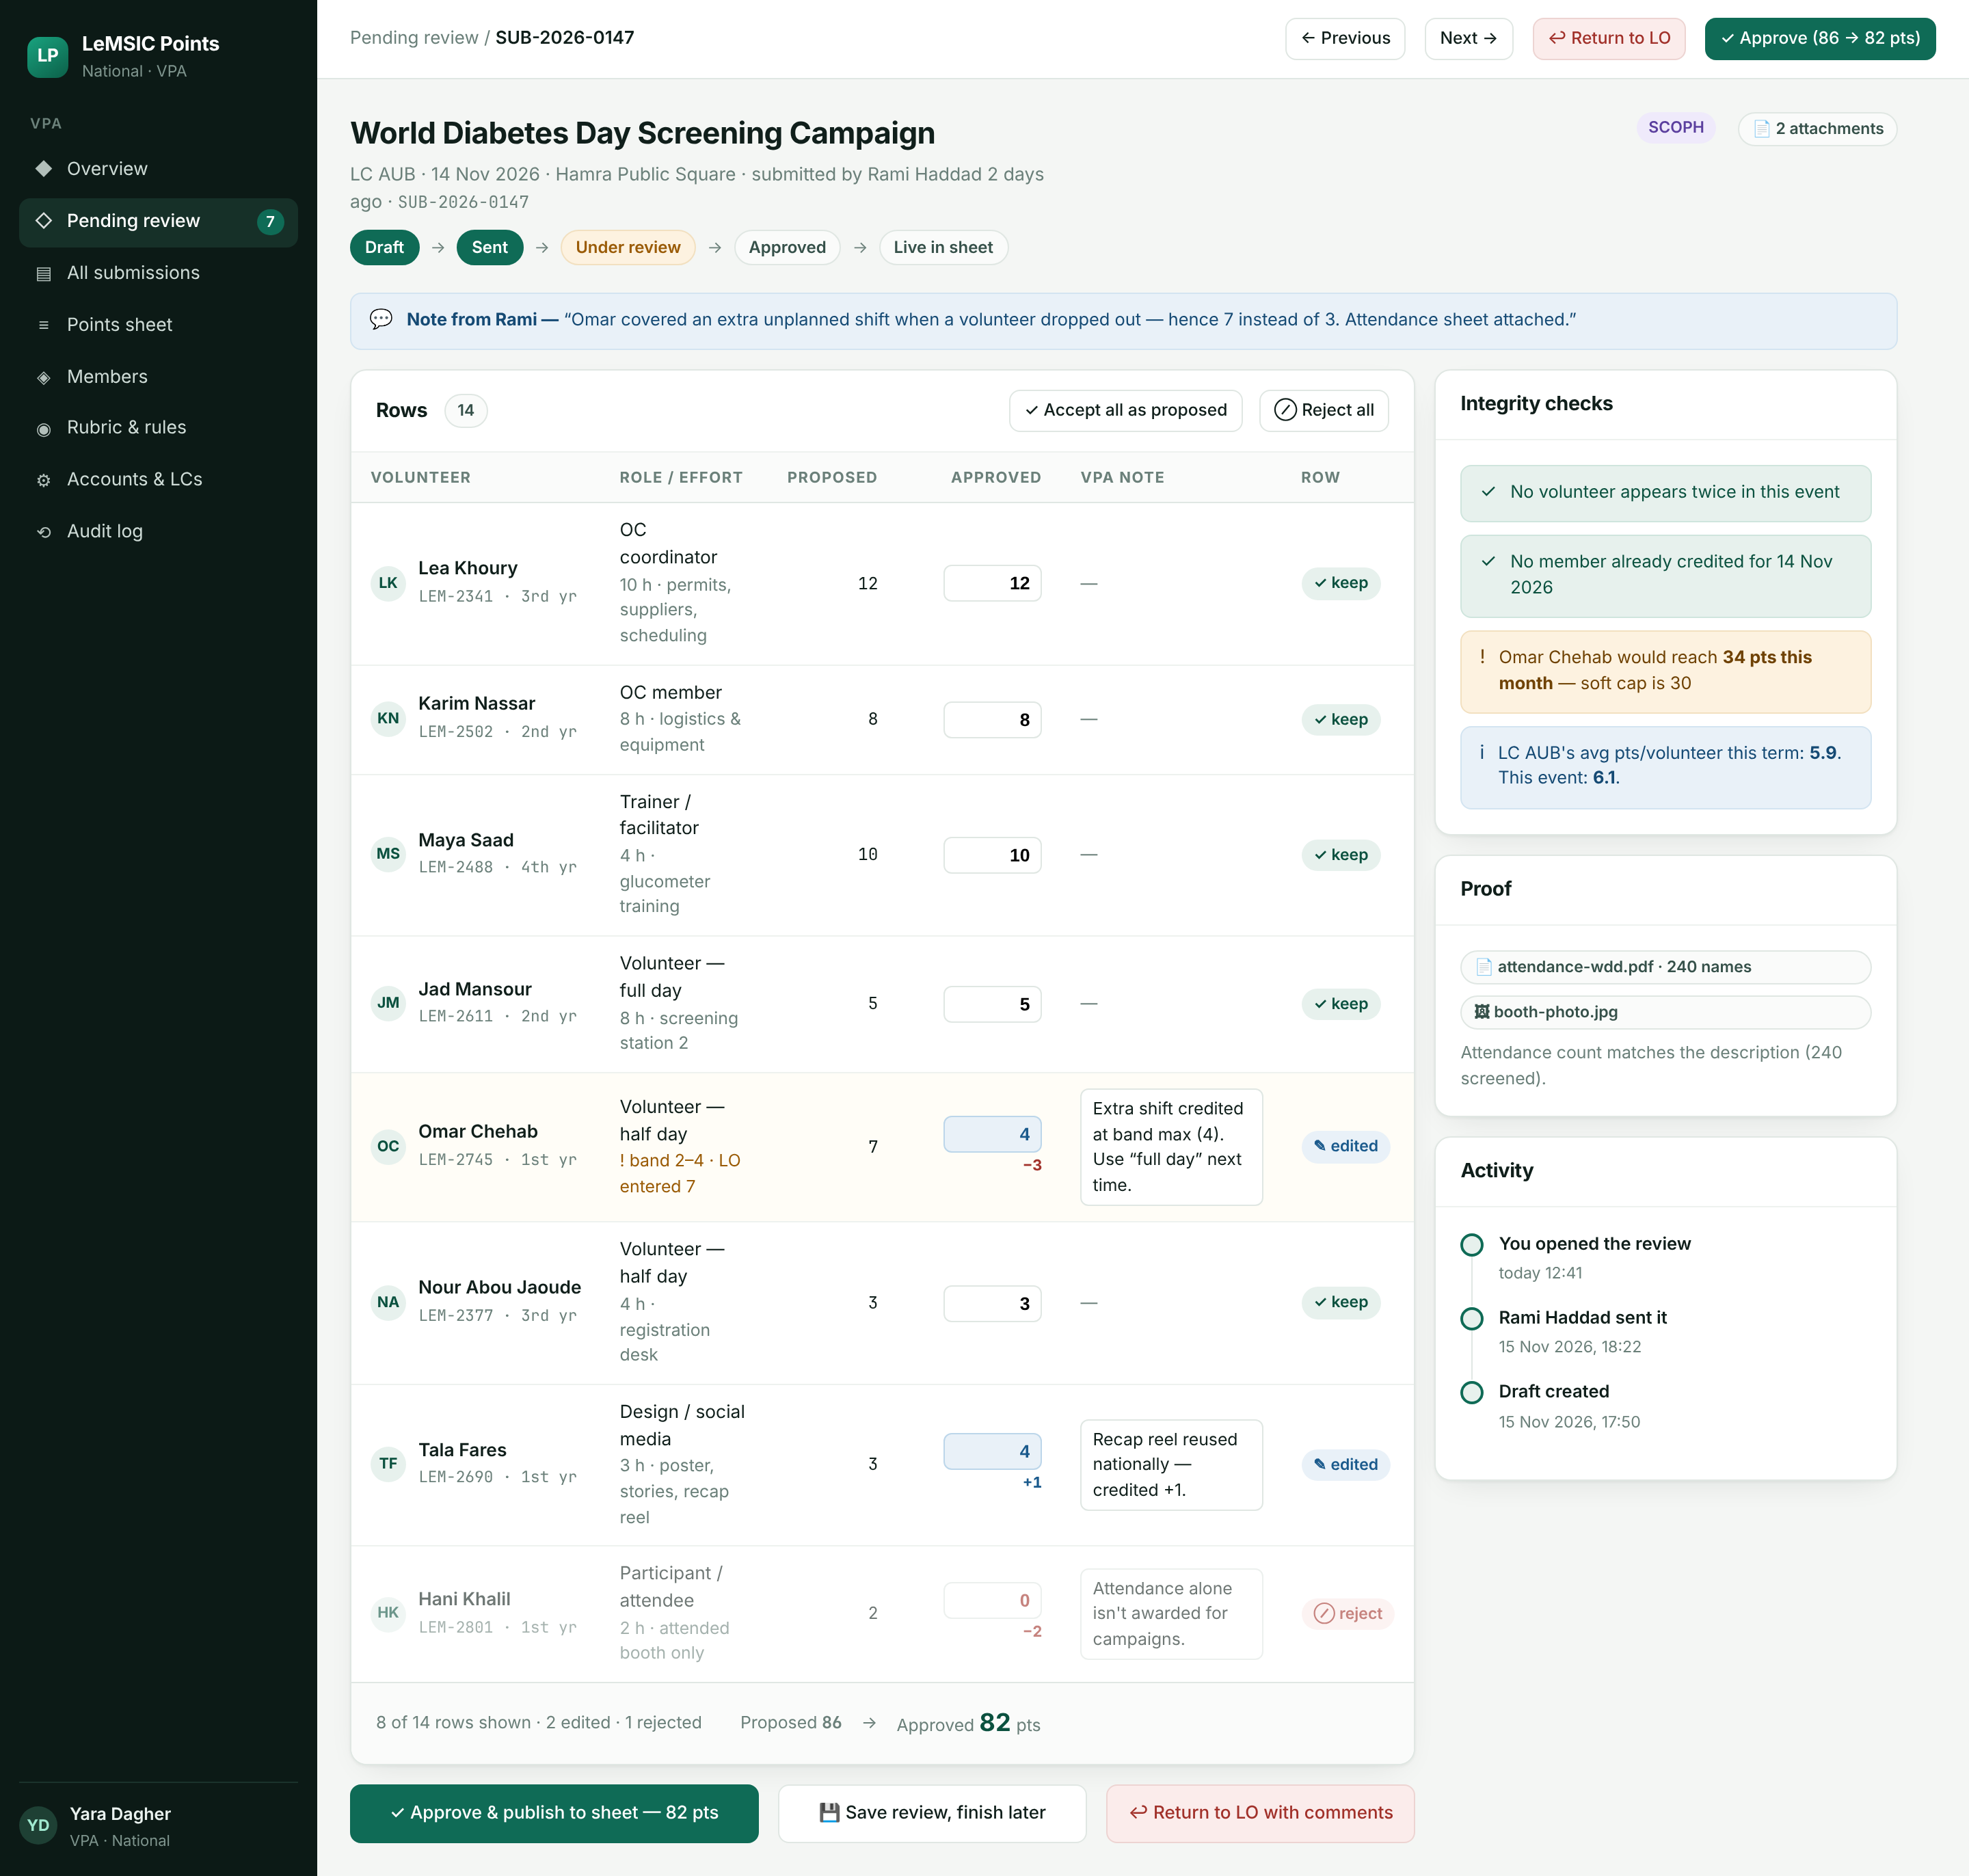 LP
LeMSIC Points
National · VPA
VPA
Overview
Pending review 7
All submissions
Points sheet
Members
Rubric & rules
Accounts & LCs
Audit log
YD
Yara Dagher
VPA · National
Pending review / SUB-2026-0147
← Previous
Next →
↩ Return to LO
✓ Approve (86 → 82 pts)
World Diabetes Day Screening Campaign
SCOPH
📄 2 attachments
LC AUB · 14 Nov 2026 · Hamra Public Square · submitted by Rami Haddad 2 days
ago · SUB-2026-0147
Draft → Sent → Under review → Approved → Live in sheet
💬 Note from Rami — “Omar covered an extra unplanned shift when a volunteer dropped out — hence 7 instead of 3. Attendance sheet attached.”
Rows 14
✓ Accept all as proposed
Reject all
VOLUNTEER ROLE / EFFORT PROPOSED APPROVED VPA NOTE ROW
LK
Lea Khoury
LEM-2341 · 3rd yr
OC
coordinator
10 h · permits,
suppliers,
scheduling
12
12
—
✓ keep
KN
Karim Nassar
LEM-2502 · 2nd yr
OC member
8 h · logistics &
equipment
8
8
—
✓ keep
MS
Maya Saad
LEM-2488 · 4th yr
Trainer /
facilitator
4 h ·
glucometer
training
10
10
—
✓ keep
JM
Jad Mansour
LEM-2611 · 2nd yr
Volunteer —
full day
8 h · screening
station 2
5
5
—
✓ keep
OC
Omar Chehab
LEM-2745 · 1st yr
Volunteer —
half day
! band 2–4 · LO
entered 7
7
4
−3
Extra shift credited
at band max (4).
Use “full day” next
time.
✎ edited
NA
Nour Abou Jaoude
LEM-2377 · 3rd yr
Volunteer —
half day
4 h ·
registration
desk
3
3
—
✓ keep
TF
Tala Fares
LEM-2690 · 1st yr
Design / social
media
3 h · poster,
stories, recap
reel
3
4
+1
Recap reel reused
nationally —
credited +1.
✎ edited
HK
Hani Khalil
LEM-2801 · 1st yr
Participant /
attendee
2 h · attended
booth only
2
0
−2
Attendance alone
isn't awarded for
campaigns.
reject
8 of 14 rows shown · 2 edited · 1 rejected Proposed 86 → Approved 82 pts
✓ Approve & publish to sheet — 82 pts
💾 Save review, finish later
↩ Return to LO with comments
Integrity checks
✓ No volunteer appears twice in this event
✓ No member already credited for 14 Nov
2026
! Omar Chehab would reach 34 pts this
month — soft cap is 30
i LC AUB's avg pts/volunteer this term: 5.9.
This event: 6.1.
Proof
📄 attendance-wdd.pdf · 240 names
🖼 booth-photo.jpg
Attendance count matches the description (240
screened).
Activity
You opened the review
today 12:41
Rami Haddad sent it
15 Nov 2026, 18:22
Draft created
15 Nov 2026, 17:50